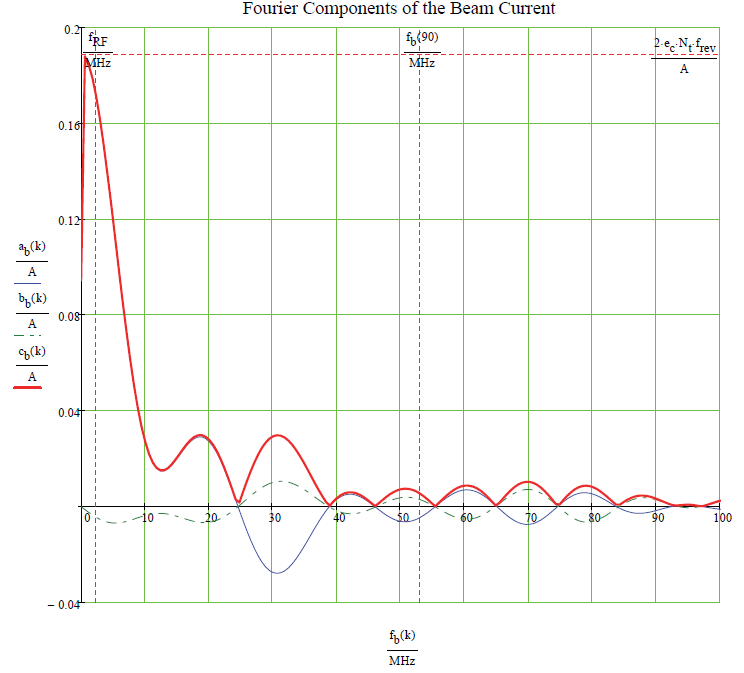 Fourier Components of the Beam Current
0.2
f_RF
MHz
f_b(90)
MHz
2·e_c·N_t·f_rev
A
0.16
0.12
a_b(k)
A
b_b(k)
A
0.08
c_b(k)
A
0.04
0 10 20 30 40 50 60 70 80 90 100
− 0.04
f_b(k)
MHz